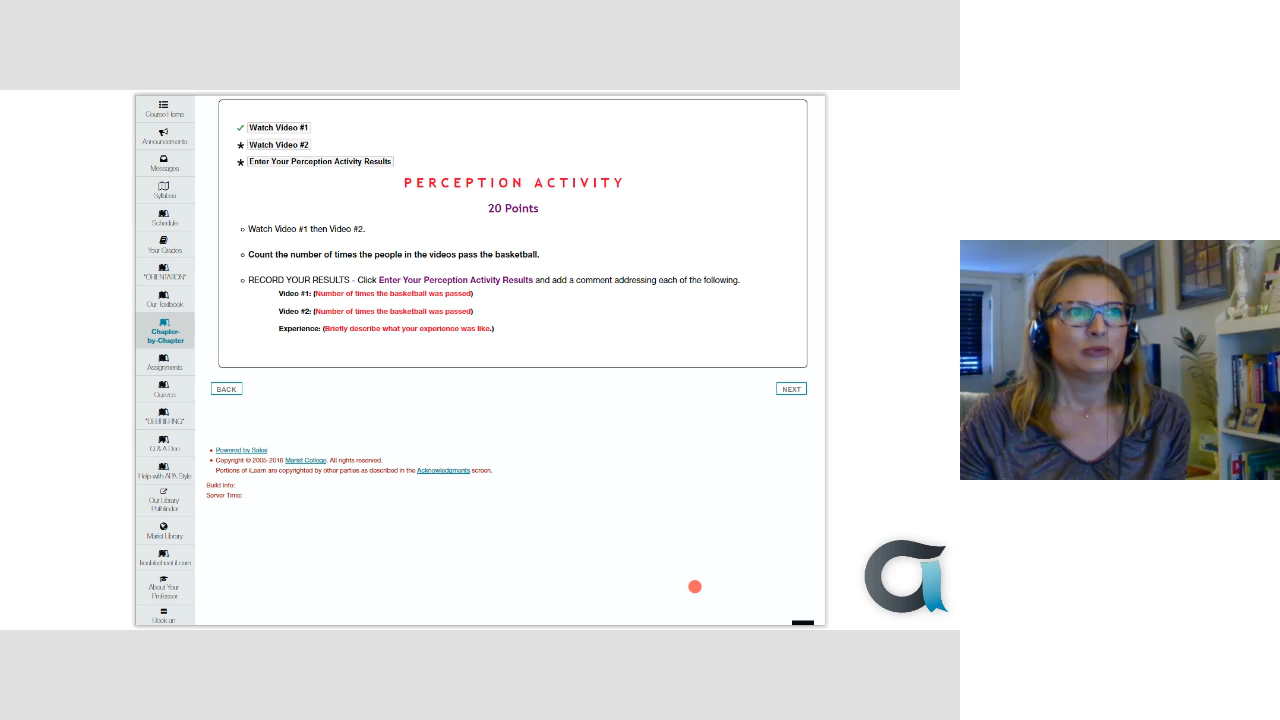 Course Home
Announcements
Messages
Syllabus
Schedule
Your Grades
*ORIENTATION*
Our Textbook
Chapter-
by-Chapter
Assignments
Quizzes
*DEBRIEFING*
Q & A Den
Help with APA Style
Our Library
Pathfinder
Marist Library
Troubleshoot iLearn
About Your
Professor
Book an
Watch Video #1
Watch Video #2
Enter Your Perception Activity Results
PERCEPTION ACTIVITY
20 Points
Watch Video #1 then Video #2.
Count the number of times the people in the videos pass the basketball.
RECORD YOUR RESULTS - Click Enter Your Perception Activity Results and add a comment addressing each of the following.
Video #1: (Number of times the basketball was passed)
Video #2: (Number of times the basketball was passed)
Experience: (Briefly describe what your experience was like.)
BACK
NEXT
Powered by Sakai
Copyright © 2005-2016 Marist College. All rights reserved.
Portions of iLearn are copyrighted by other parties as described in the Acknowledgments screen.
Build Info:
Server Time: